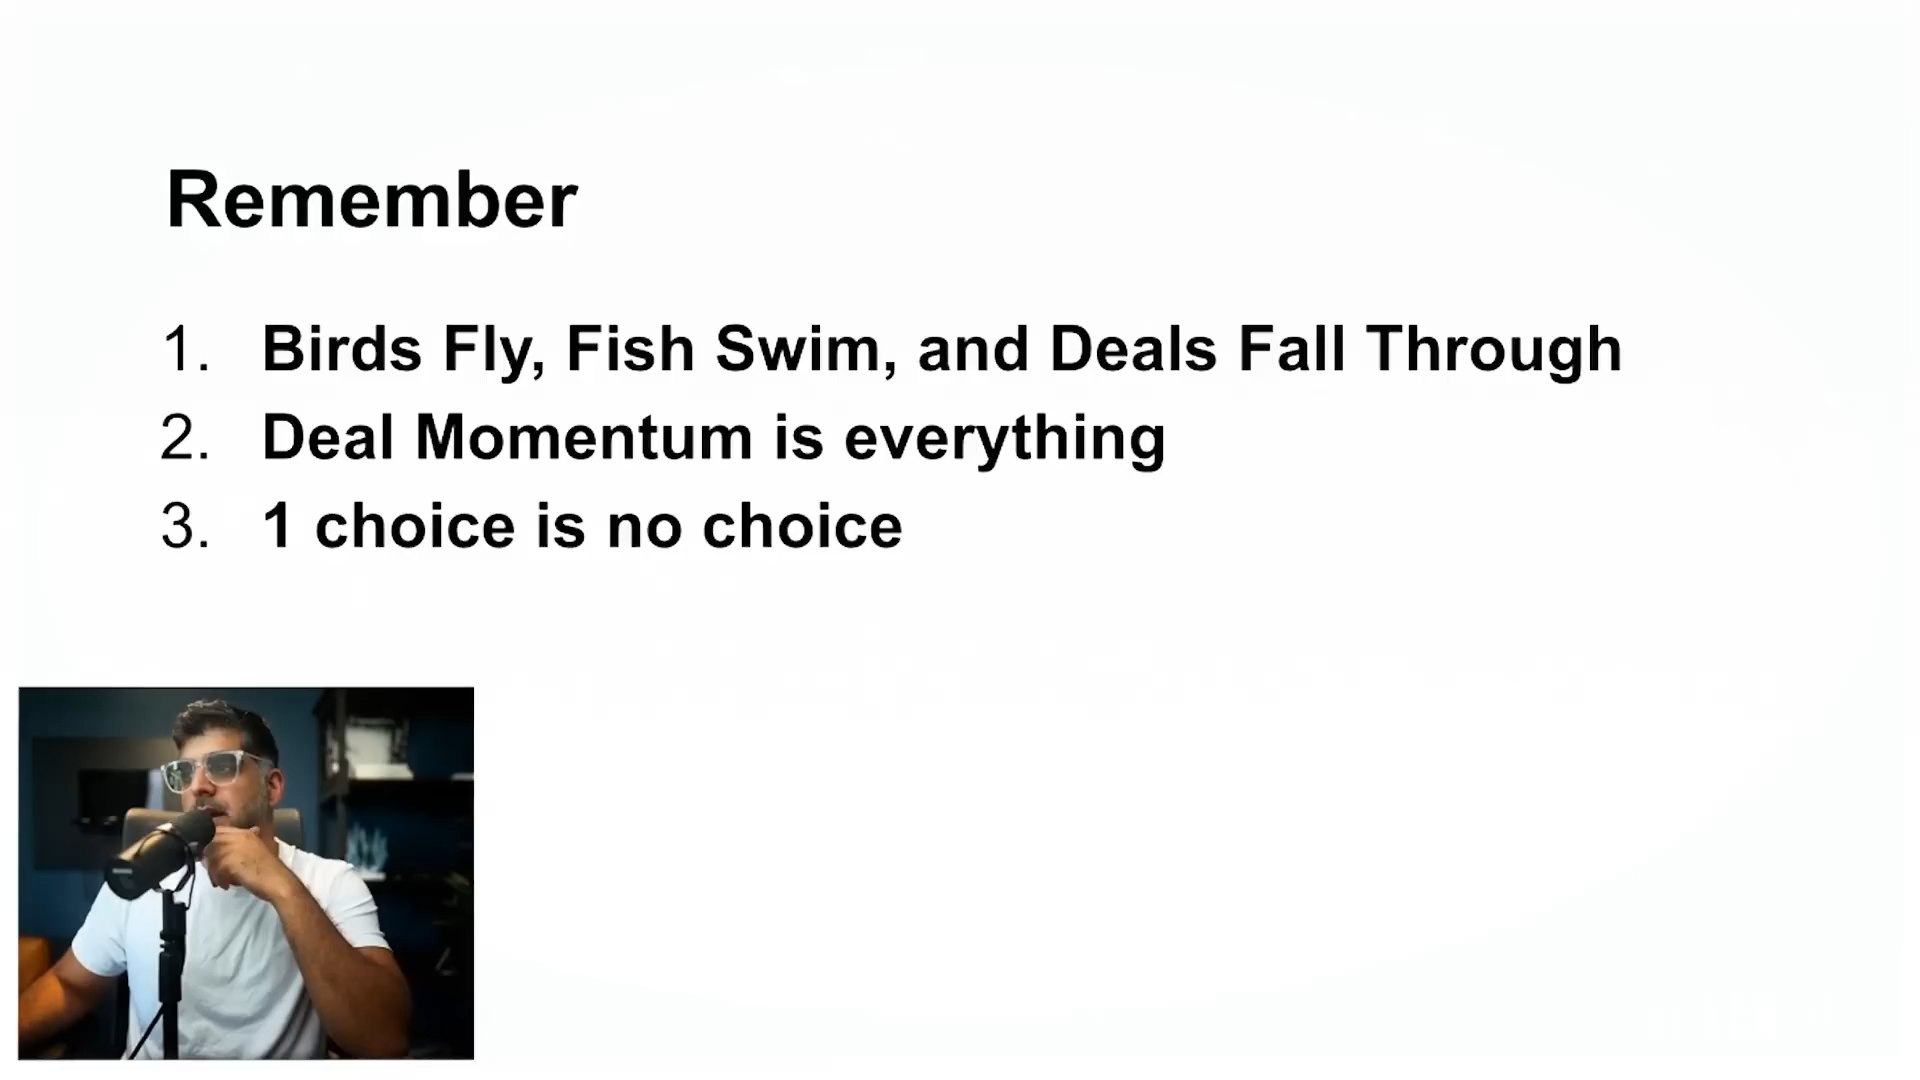 Remember
1. Birds Fly, Fish Swim, and Deals Fall Through
2. Deal Momentum is everything
3. 1 choice is no choice